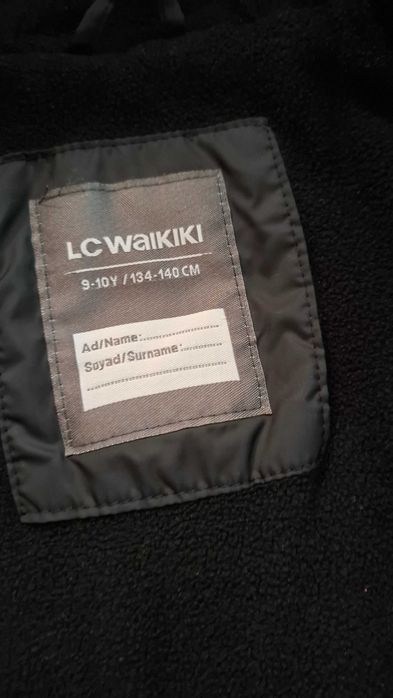 LC WAIKIKI
9-10Y / 134-140 CM
Ad/Name:........................
Soyad/Surname:............
..........................................